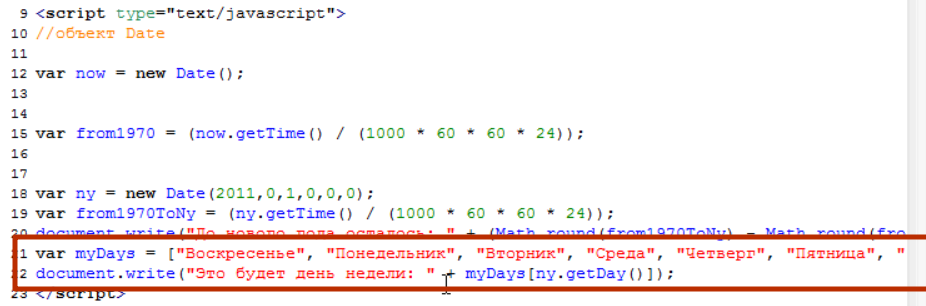 9 <script type="text/javascript">
10 //объект Date
11
12 var now = new Date();
13
14
15 var from1970 = (now.getTime() / (1000 * 60 * 60 * 24));
16
17
18 var ny = new Date(2011,0,1,0,0,0);
19 var from1970ToNy = (ny.getTime() / (1000 * 60 * 60 * 24));
20 document.write("До нового года осталось: " + (Math.round(from1970ToNy) - Math.round(fro
21 var myDays = ["Воскресенье", "Понедельник", "Вторник", "Среда", "Четверг", "Пятница", "
22 document.write("Это будет день недели: " + myDays[ny.getDay()]);
23 </script>